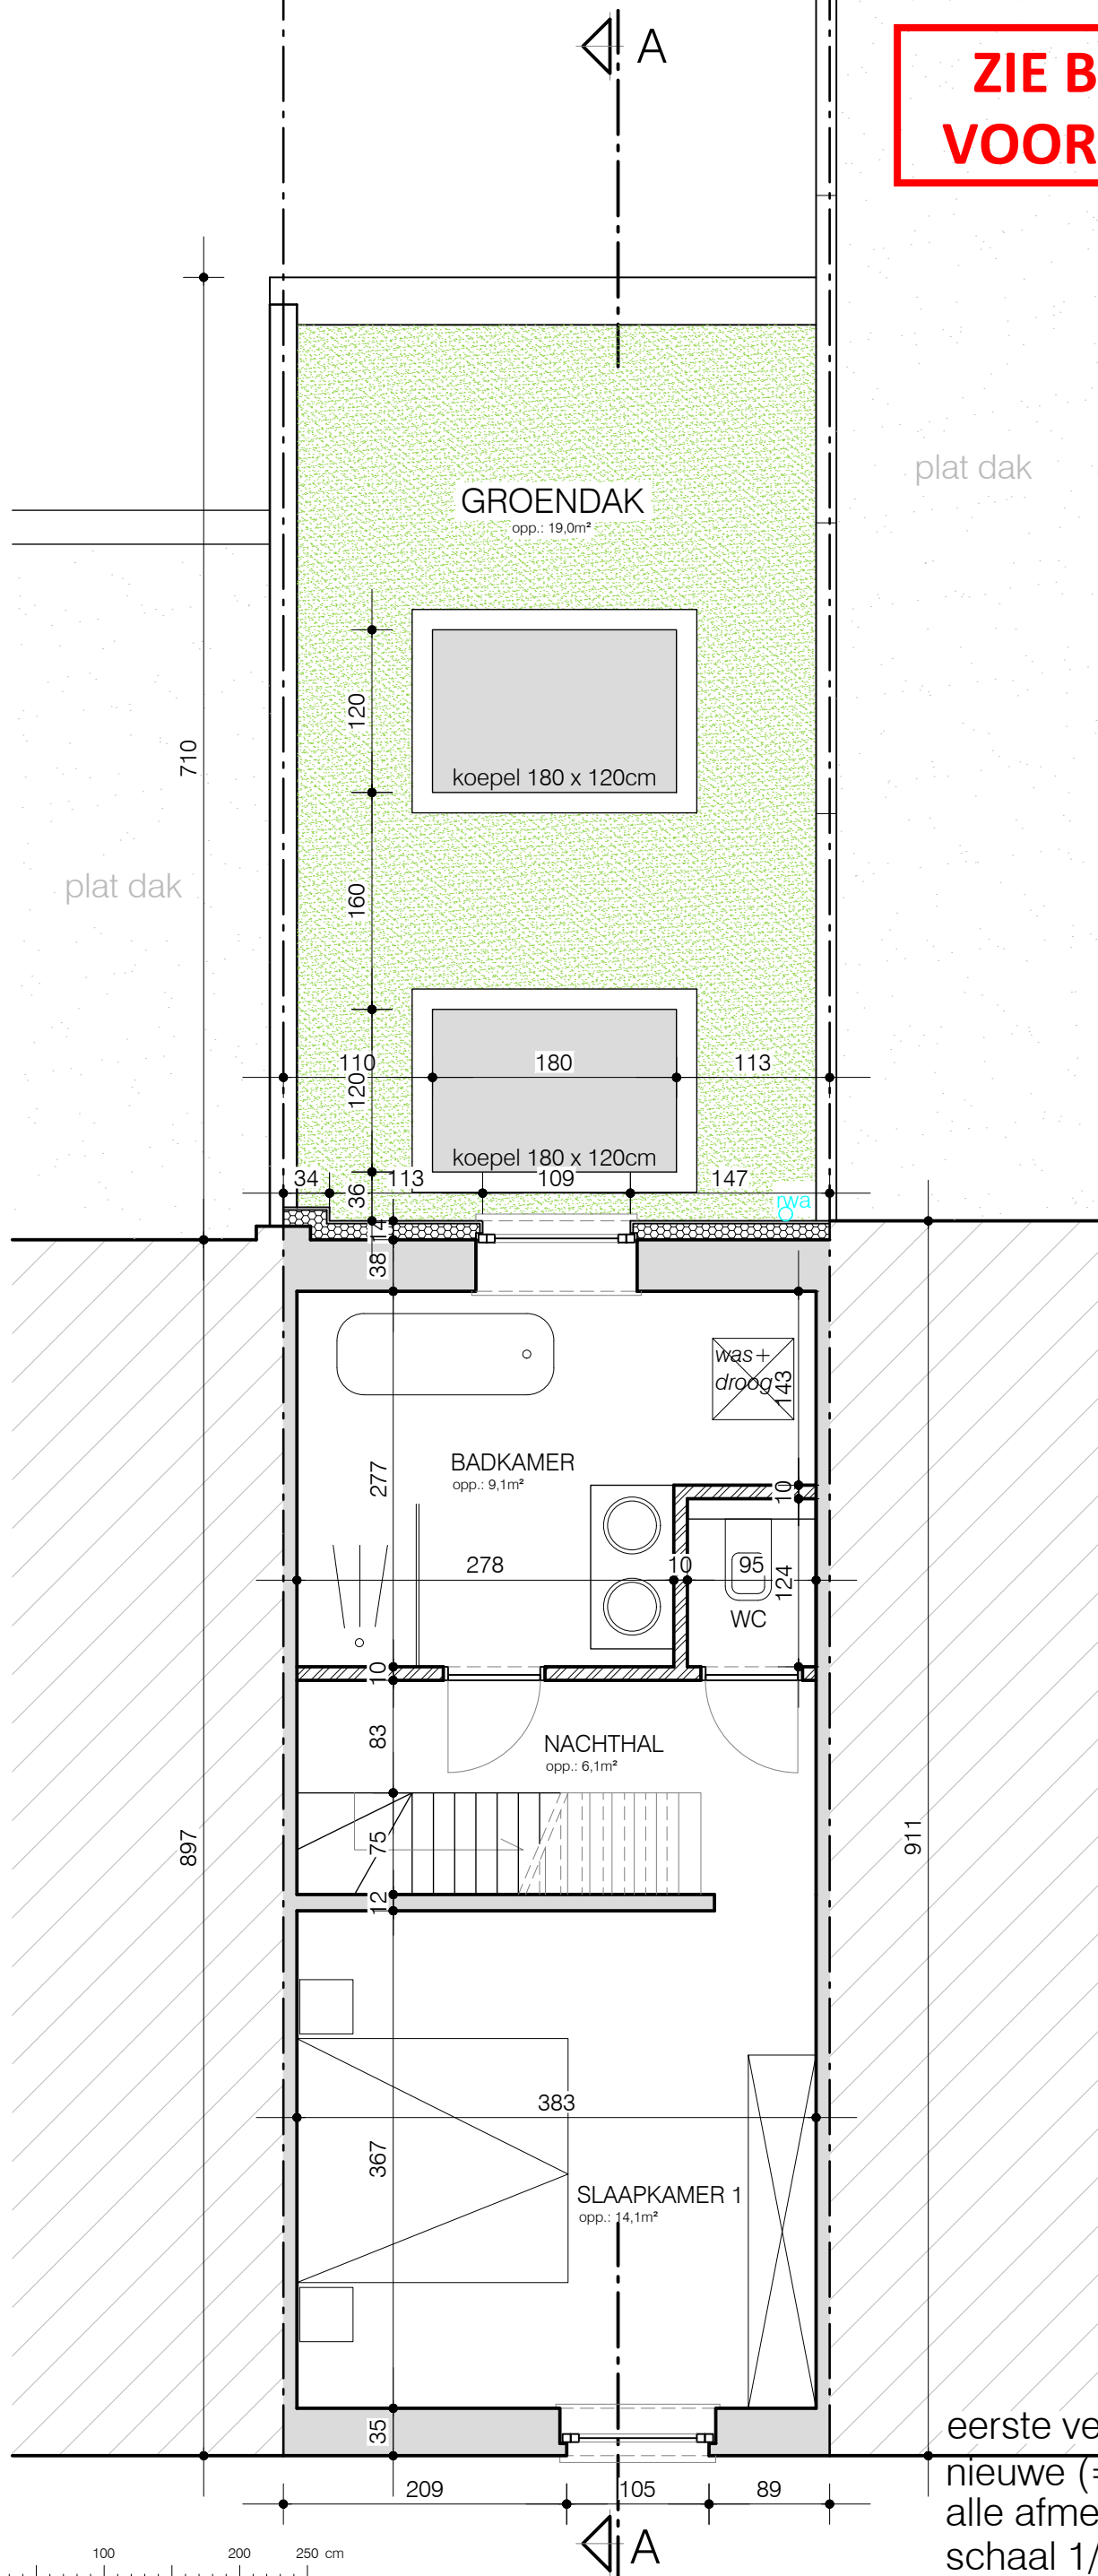 A
ZIE B
VOOR
plat dak
GROENDAK
opp.: 19,0m²
120
koepel 180 x 120cm
710
plat dak
160
110
180
113
120
koepel 180 x 120cm
34
113
109
147
36
rwa
14
38
was+
droog
143
BADKAMER
opp.: 9,1m²
277
10
278
10
95
124
WC
10
83
NACHTHAL
opp.: 6,1m²
897
75
911
12
383
367
SLAAPKAMER 1
opp.: 14,1m²
35
eerste ve
nieuwe (=
209
105
89
alle afme
A
schaal 1/
100
200
250 cm